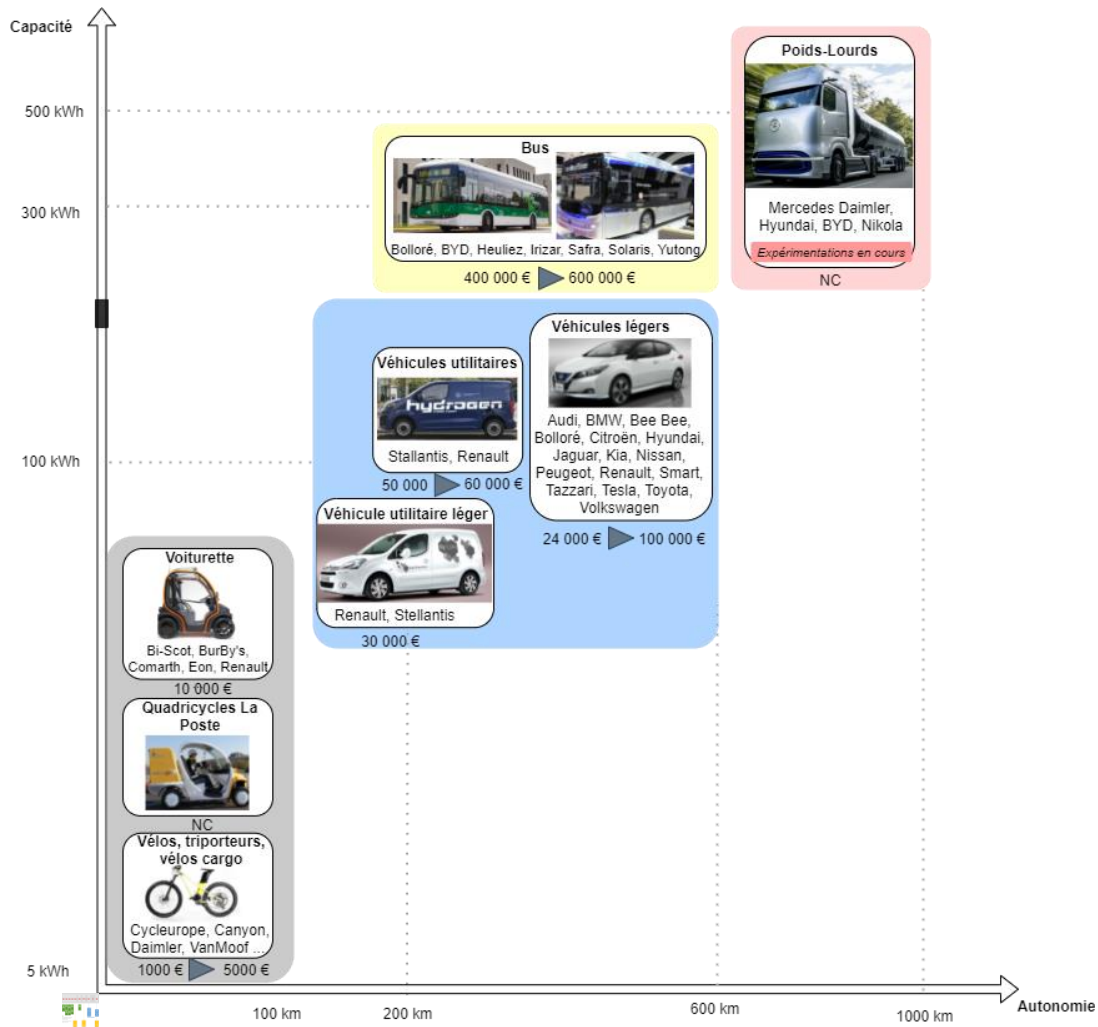 Capacité
500 kWh
300 kWh
100 kWh
5 kWh
Poids-Lourds
Mercedes Daimler,
Hyundai, BYD, Nikola
Expérimentations en cours
NC
Bus
Bolloré, BYD, Heuliez, Irizar, Safra, Solaris, Yutong
400 000 € 600 000 €
Véhicules légers
Audi, BMW, Bee Bee,
Bolloré, Citroën, Hyundai,
Jaguar, Kia, Nissan,
Peugeot, Renault, Smart,
Tazzari, Tesla, Toyota,
Volkswagen
24 000 € 100 000 €
Véhicules utilitaires
hydrogen
Stallantis, Renault
50 000 60 000 €
Véhicule utilitaire léger
Renault, Stellantis
30 000 €
Voiturette
Bi-Scot, BurBy's,
Comarth, Eon, Renault
10 000 €
Quadricycles La
Poste
NC
Vélos, triporteurs,
vélos cargo
Cycleurope, Canyon,
Daimler, VanMoof ...
1000 € 5000 €
100 km
200 km
600 km
1000 km
Autonomie